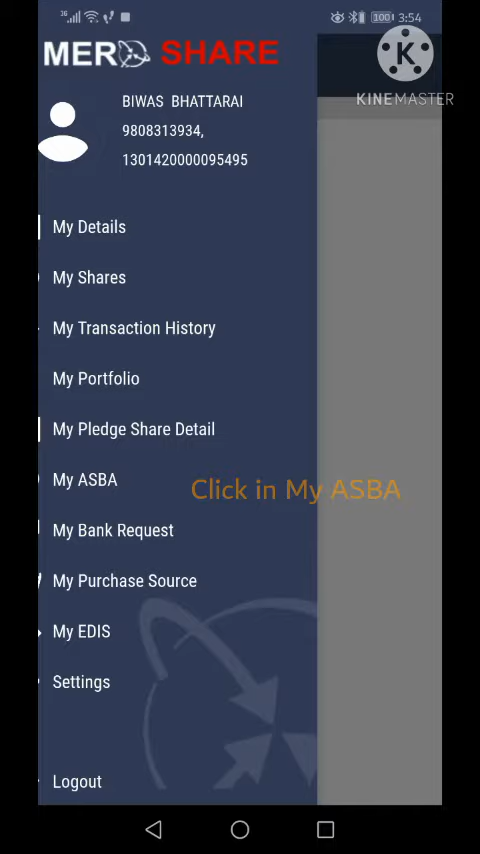 3G 100 3:54
MERO SHARE
K
KINEMASTER
BIWAS BHATTARAI
9808313934,
1301420000095495
My Details
My Shares
My Transaction History
My Portfolio
My Pledge Share Detail
My ASBA
Click in My ASBA
My Bank Request
My Purchase Source
My EDIS
Settings
Logout